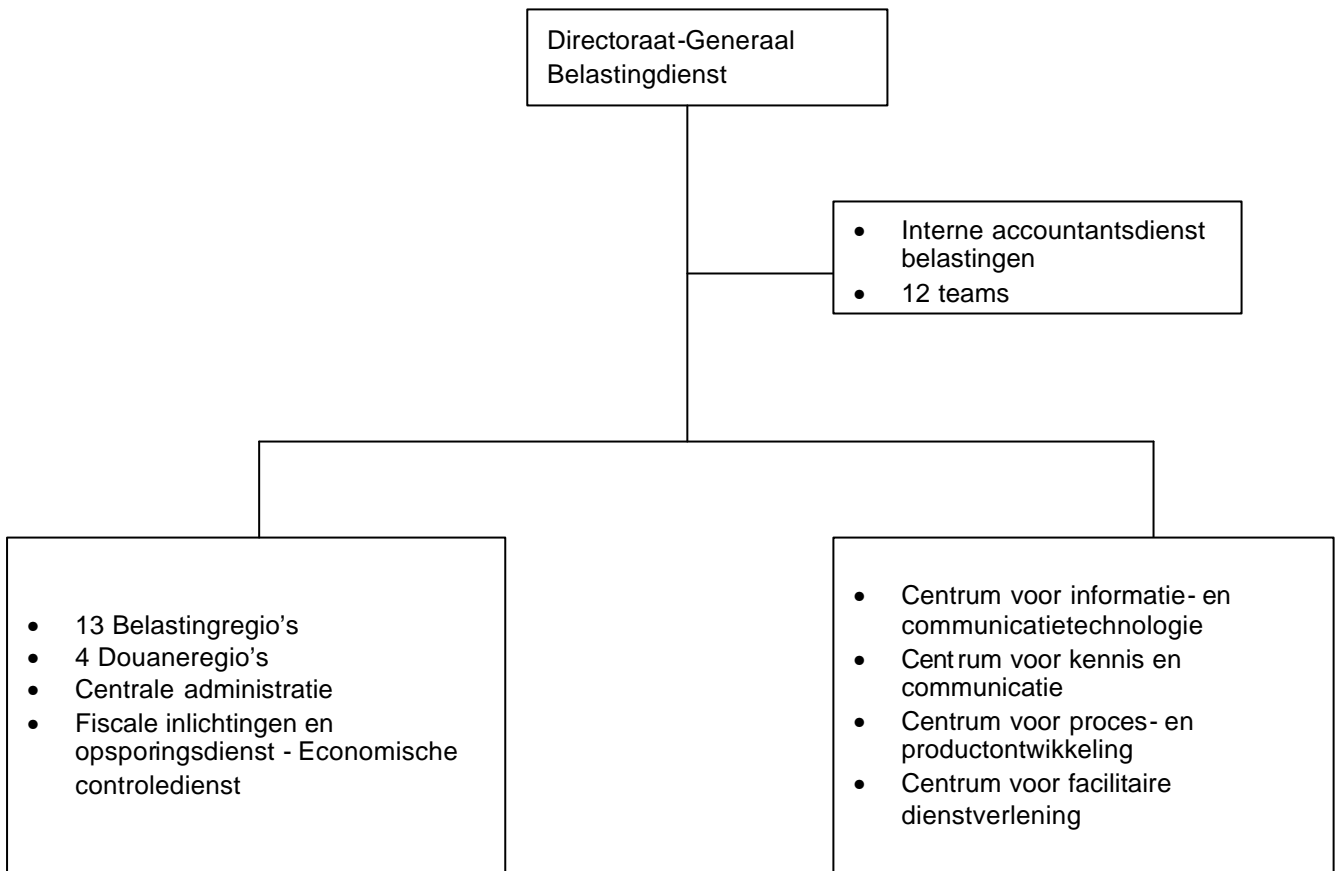 Directoraat-Generaal
Belastingdienst
• Interne accountantsdienst
belastingen
• 12 teams
• 13 Belastingregio's
• 4 Douaneregio's
• Centrale administratie
• Fiscale inlichtingen en
opsporingsdienst - Economische
controledienst
• Centrum voor informatie- en
communicatietechnologie
• Centrum voor kennis en
communicatie
• Centrum voor proces- en
productontwikkeling
• Centrum voor facilitaire
dienstverlening